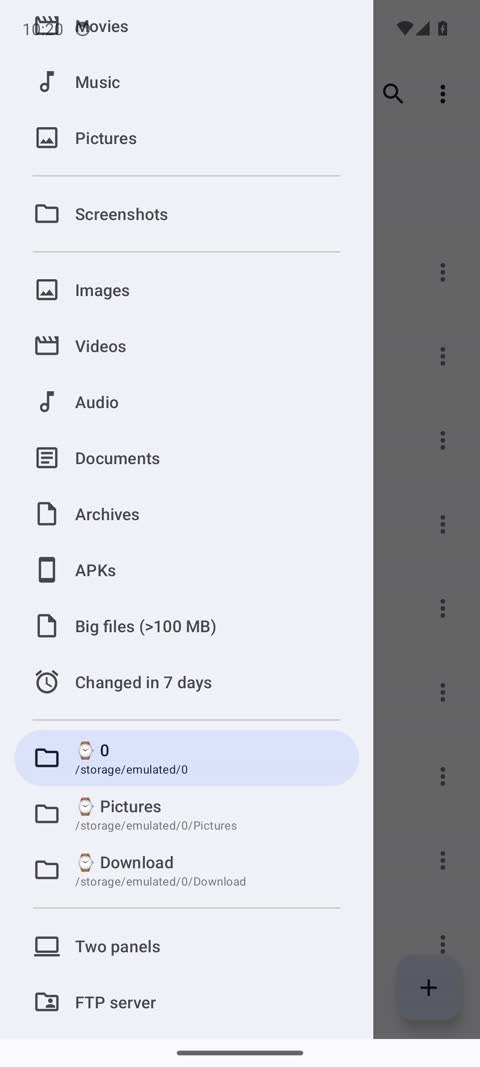 10:20
Movies
Music
Pictures
Screenshots
Images
Videos
Audio
Documents
Archives
APKs
Big files (>100 MB)
Changed in 7 days
⌚ 0
/storage/emulated/0
⌚ Pictures
/storage/emulated/0/Pictures
⌚ Download
/storage/emulated/0/Download
Two panels
FTP server